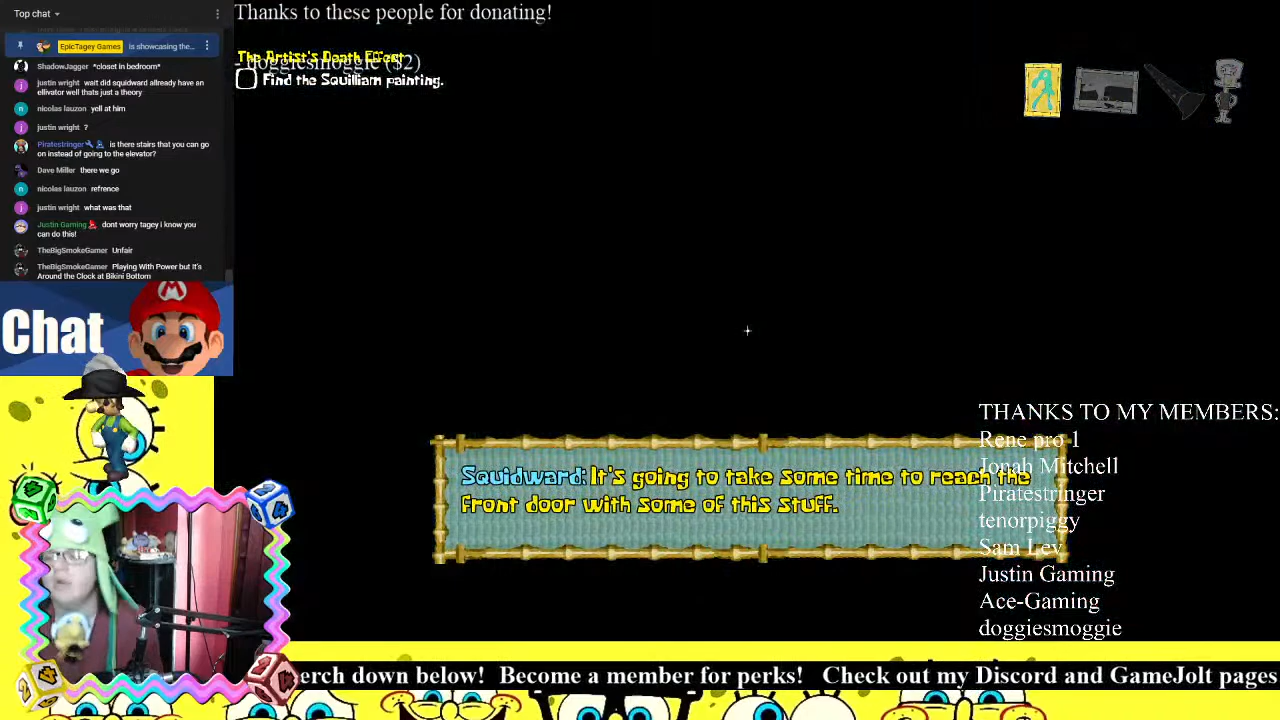 Top chat
EpicTagey Games is showcasing the...
ShadowJagger *closet in bedroom*
justin wright wait did squidward allready have an
ellivator well thats just a theory
nicolas lauzon yell at him
justin wright ?
Piratestringer is there stairs that you can go
on instead of going to the elevator?
Dave Miller there we go
nicolas lauzon refrence
justin wright what was that
Justin Gaming dont worry tagey i know you
can do this!
TheBigSmokeGamer Unfair
TheBigSmokeGamer Playing With Power but It's
Around the Clock at Bikini Bottom
Chat
Thanks to these people for donating!
The Artist's Death Effect
- doggiesmoggie ($2)
Find the Squilliam painting.
Squidward: It's going to take some time to reach the
front door with some of this stuff.
THANKS TO MY MEMBERS:
Rene pro 1
Jonah Mitchell
Piratestringer
tenorpiggy
Sam Lev
Justin Gaming
Ace-Gaming
doggiesmoggie
erch down below! Become a member for perks! Check out my Discord and GameJolt pages